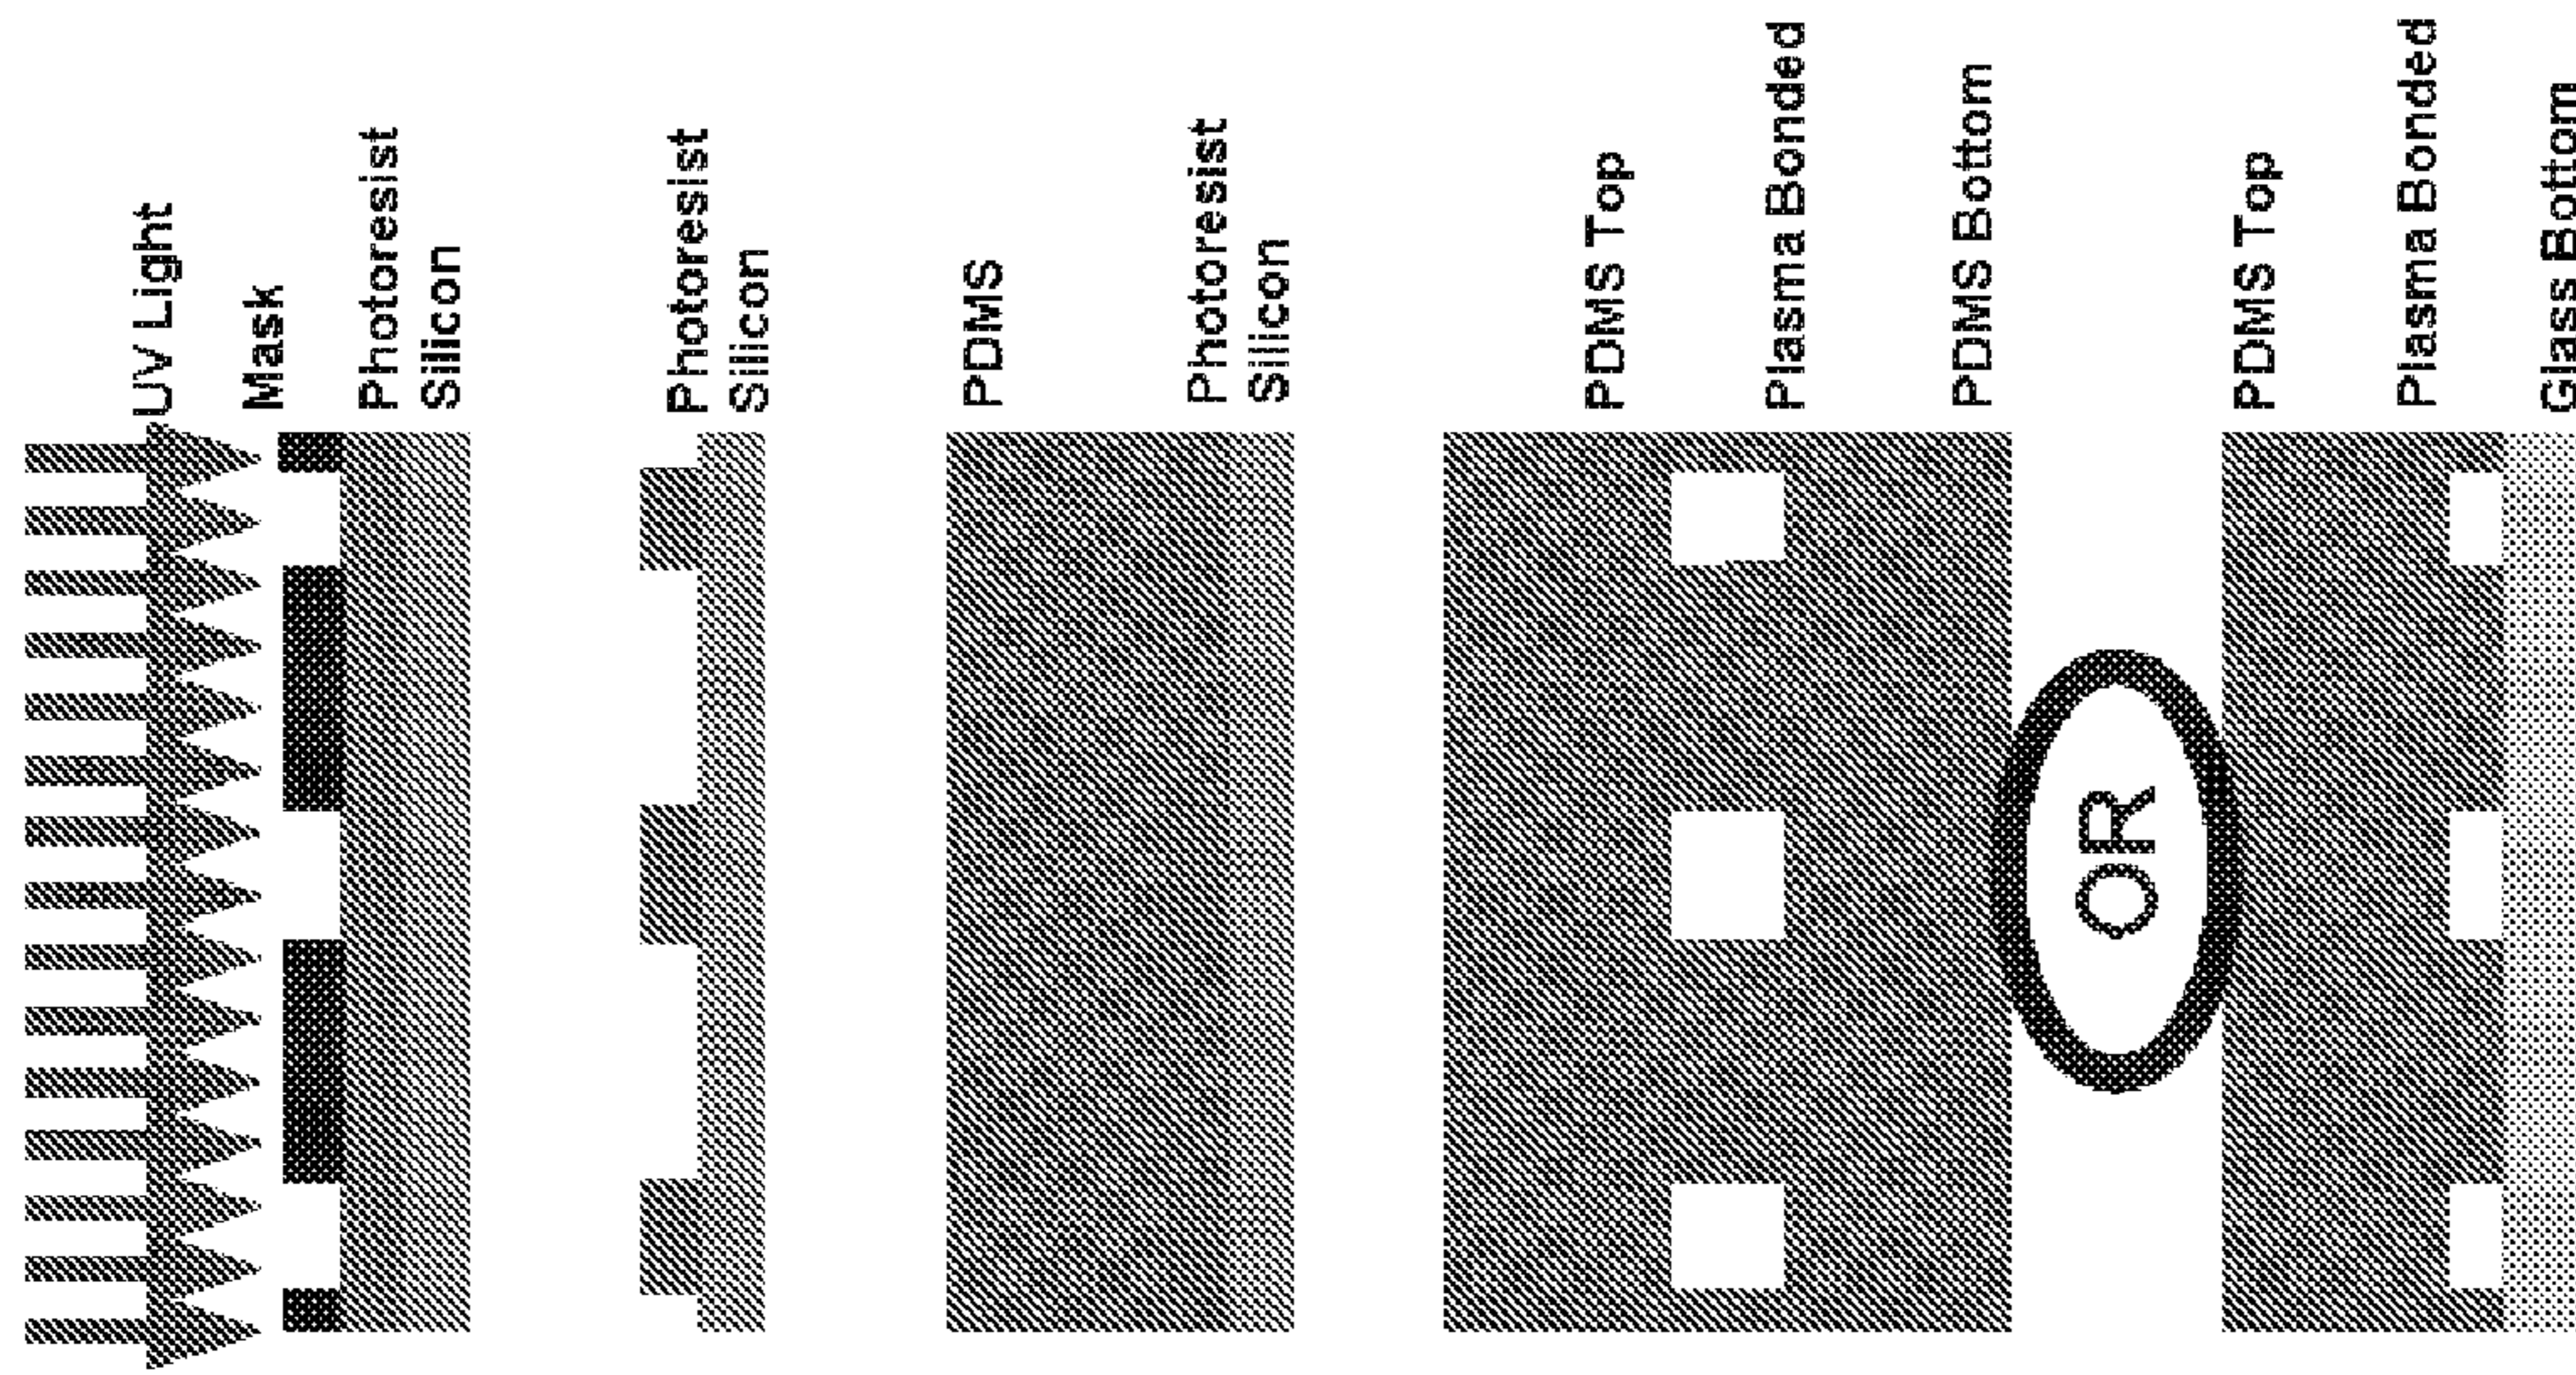 UV Light
Mask
Photoresist
Silicon
Photoresist
Silicon
PDMS
Photoresist
Silicon
PDMS Top
Plasma Bonded
PDMS Bottom
OR
PDMS Top
Plasma Bonded
Glass Bottom